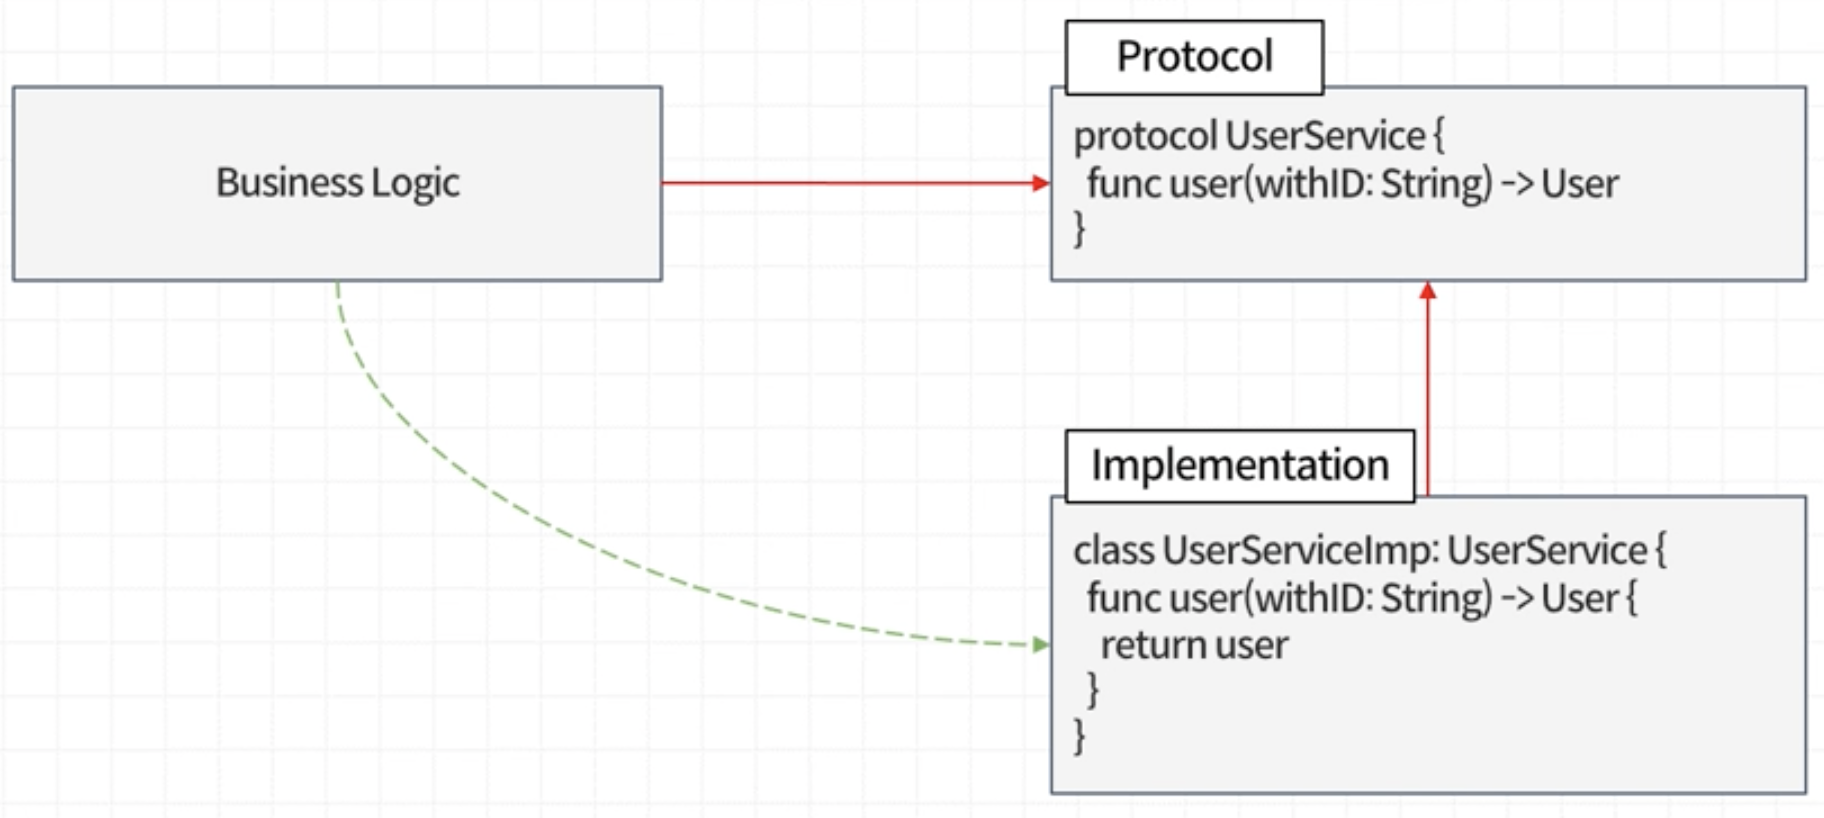 Business Logic
Protocol
protocol UserService {
func user(withID: String) -> User
}
Implementation
class UserServiceImp: UserService {
func user(withID: String) -> User {
return user
}
}